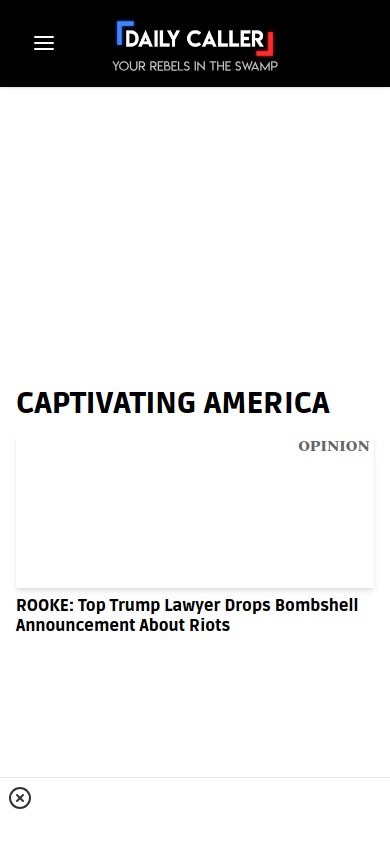 DAILY CALLER
YOUR REBELS IN THE SWAMP
CAPTIVATING AMERICA
OPINION
ROOKE: Top Trump Lawyer Drops Bombshell
Announcement About Riots